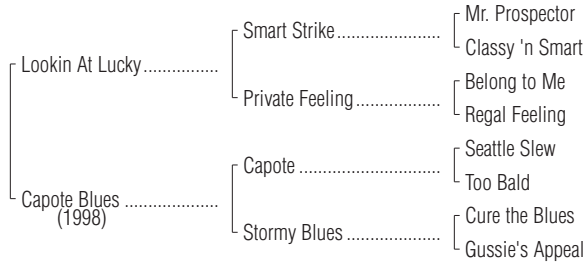 Mr. Prospector
Smart Strike..................
Classy 'n Smart
Lookin At Lucky................
Belong to Me
Private Feeling................
Regal Feeling
Seattle Slew
Capote.........................
Too Bald
Capote Blues...................
(1998)
Cure the Blues
Stormy Blues...................
Gussie's Appeal